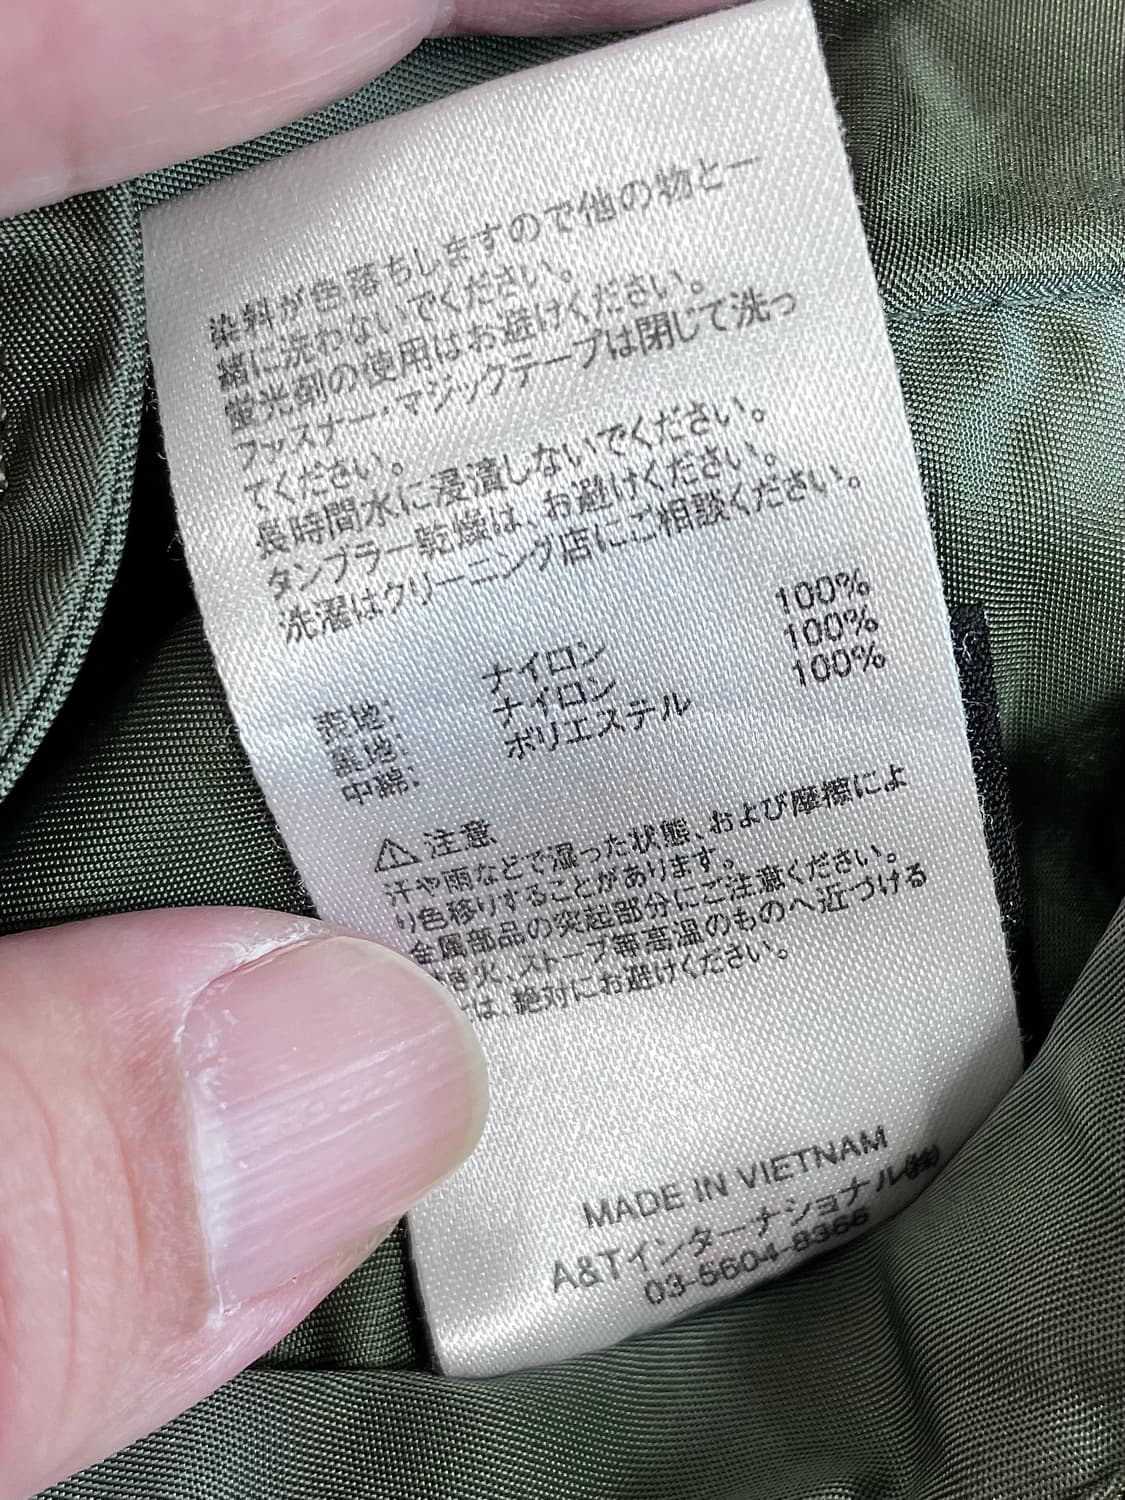 染料が色落ちしますので他の物と一
緒に洗わないでください。
蛍光剤の使用はお避けください。
ファスナー・マジックテープは閉じて洗っ
てください。
長時間水に浸漬しないでください。
タンブラー乾燥は、お避けください。
洗濯はクリーニング店にご相談ください。
表地: ナイロン 100%
裏地: ナイロン 100%
中綿: ポリエステル 100%
⚠注意
汗や雨などで湿った状態、および摩擦によ
り色移りすることがあります。
金属部品の突起部分にご注意ください。
き火、ストーブ等高温のものへ近づける
は、絶対にお避けください。
MADE IN VIETNAM
A&Tインターナショナル㈱
03-5604-8366